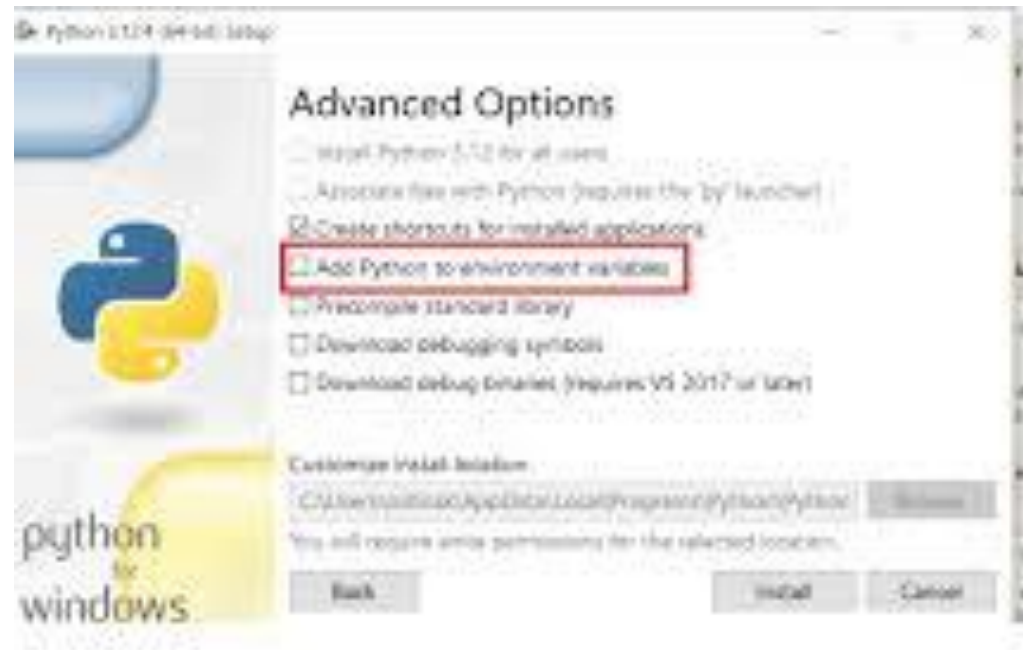 Python 3.12.4 (64-bit) Setup
Advanced Options
Install Python 3.12 for all users
Associate files with Python (requires the 'py' launcher)
Create shortcuts for installed applications
Add Python to environment variables
Precompile standard library
Download debugging symbols
Download debug binaries (requires VS 2017 or later)
Customize install location
Browse
You will require write permissions for the selected location.
python
for
windows
Back
Install
Cancel